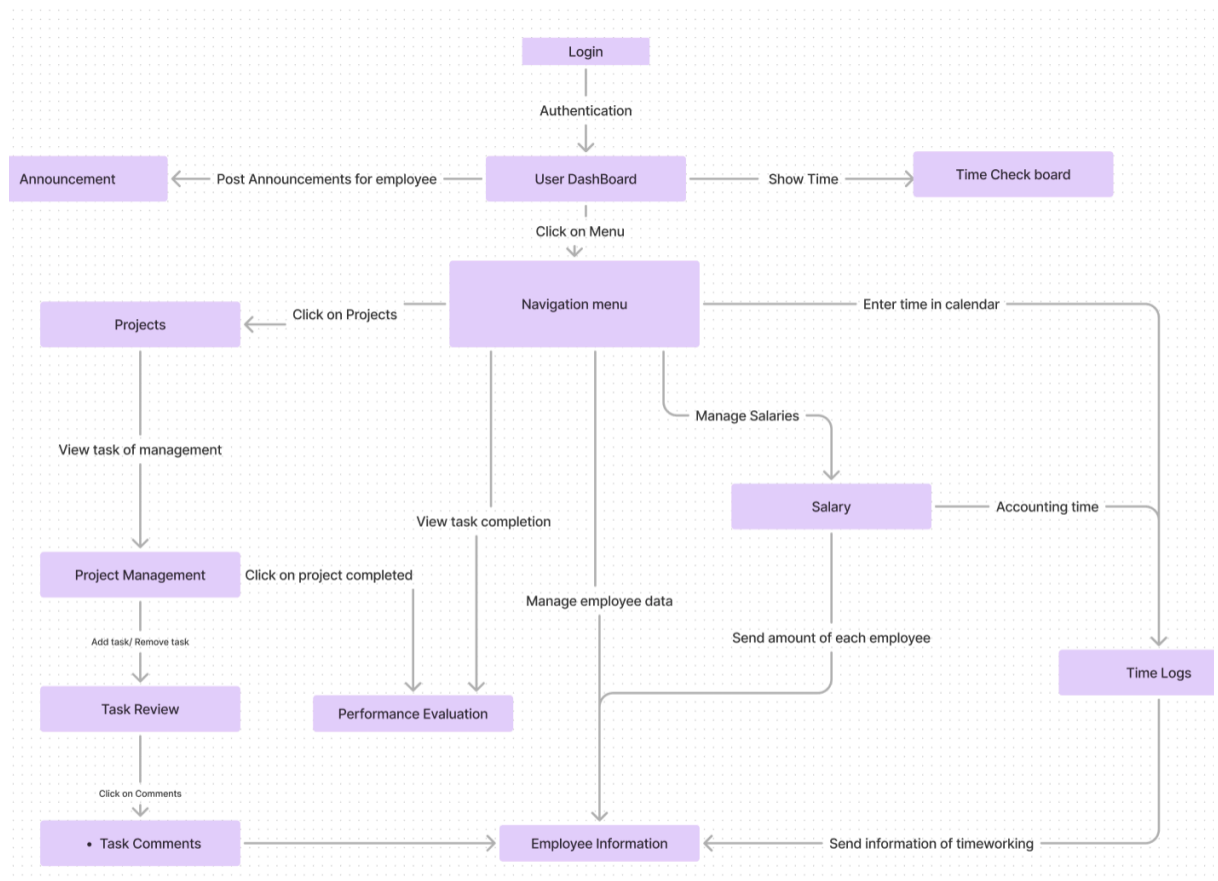 Login
Authentication
Announcement
Post Announcements for employee
User DashBoard
Show Time
Time Check board
Click on Menu
Navigation menu
Enter time in calendar
Click on Projects
Projects
Manage Salaries
View task of management
Salary
Accounting time
View task completion
Project Management
Click on project completed
Manage employee data
Add task/ Remove task
Send amount of each employee
Time Logs
Task Review
Performance Evaluation
Click on Comments
• Task Comments
Employee Information
Send information of timeworking